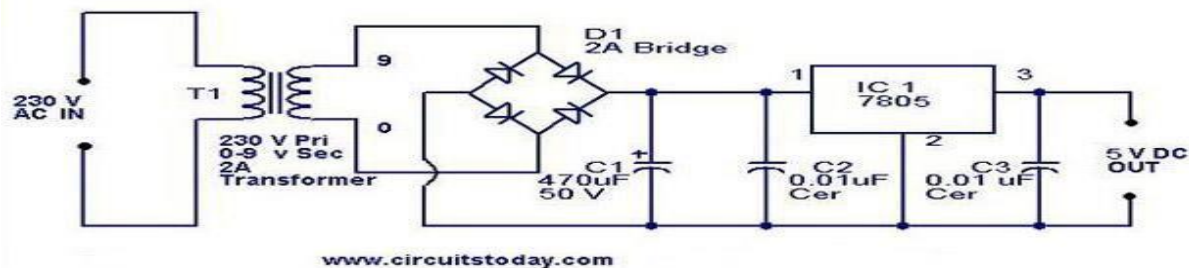 D1
2A Bridge
9
1
IC 1
7805
3
T1
230 V
AC IN
0
2
230 V Pri
0-9 v Sec
2A
Transformer
C1
470uF
50 V
+
C2
0.01uF
Cer
C3
0.01 uF
Cer
5 V DC
OUT
www.circuitstoday.com